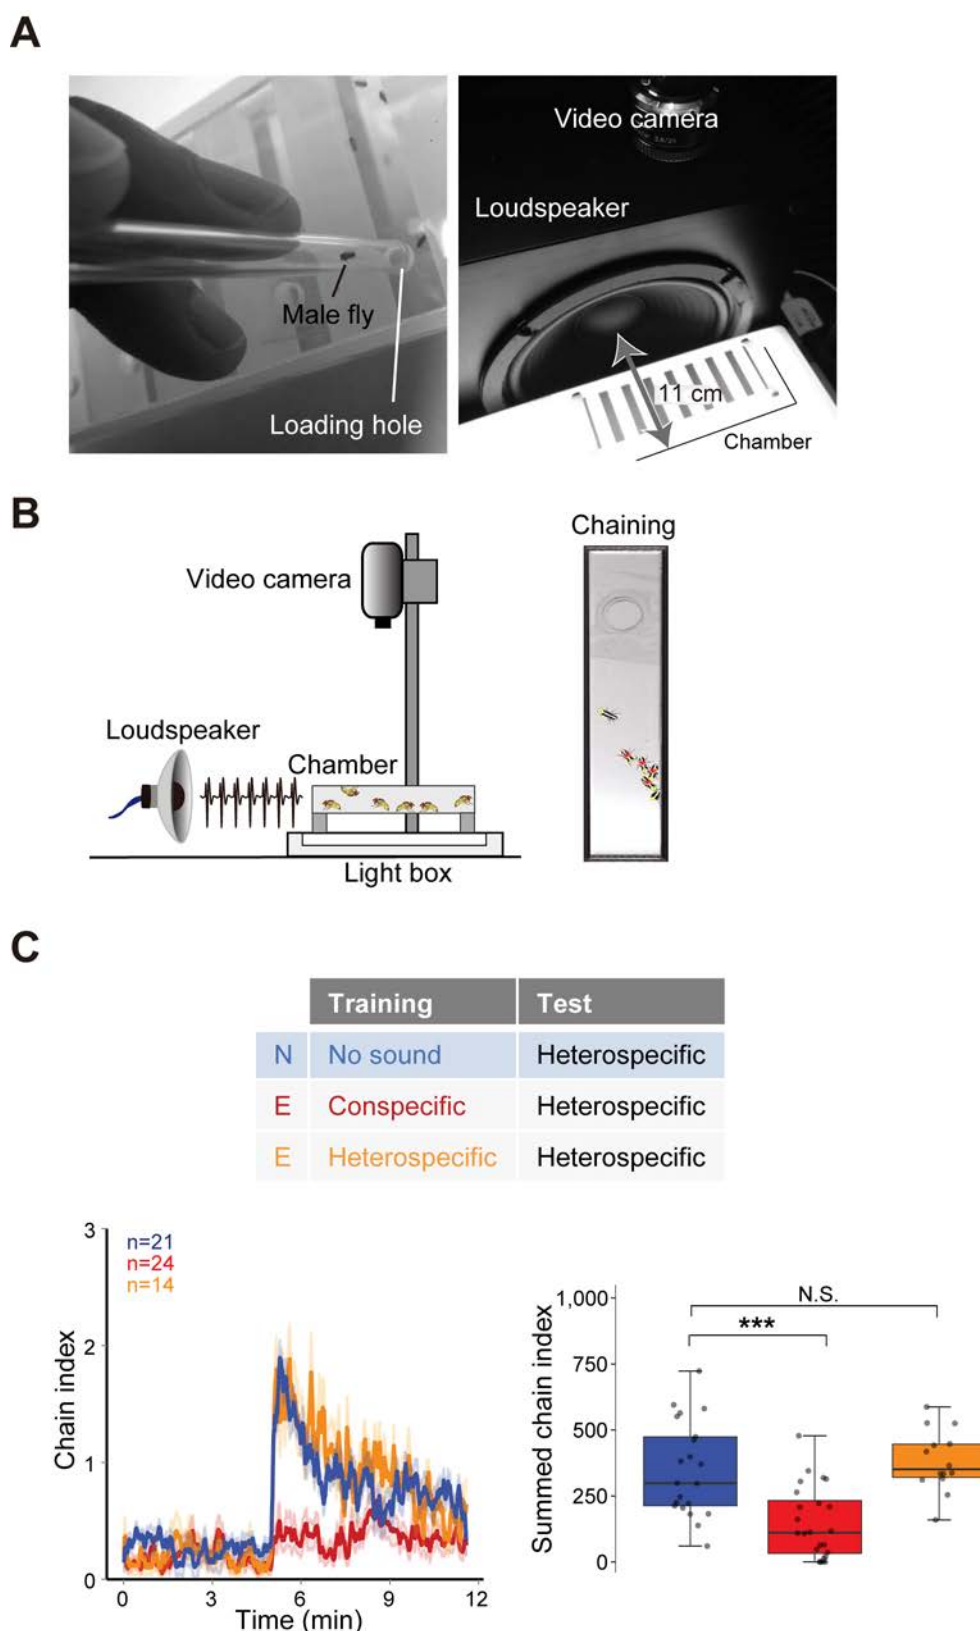 A
Male fly
Loading hole
Video camera
Loudspeaker
11 cm
Chamber
B
Video camera
Loudspeaker
Chamber
Light box
Chaining
C
Training Test
N No sound Heterospecific
E Conspecific Heterospecific
E Heterospecific Heterospecific
n=21
n=24
n=14
3
2
1
0
Chain index
0 3 6 9 12
Time (min)
N.S.
***
1,000
750
500
250
0
Summed chain index